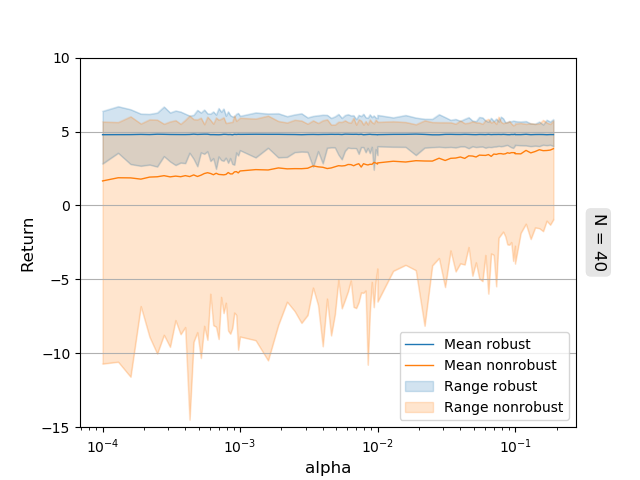 10
5
0
−5
−10
−15
Return
10⁻⁴
10⁻³
10⁻²
10⁻¹
alpha
N = 40
Mean robust
Mean nonrobust
Range robust
Range nonrobust